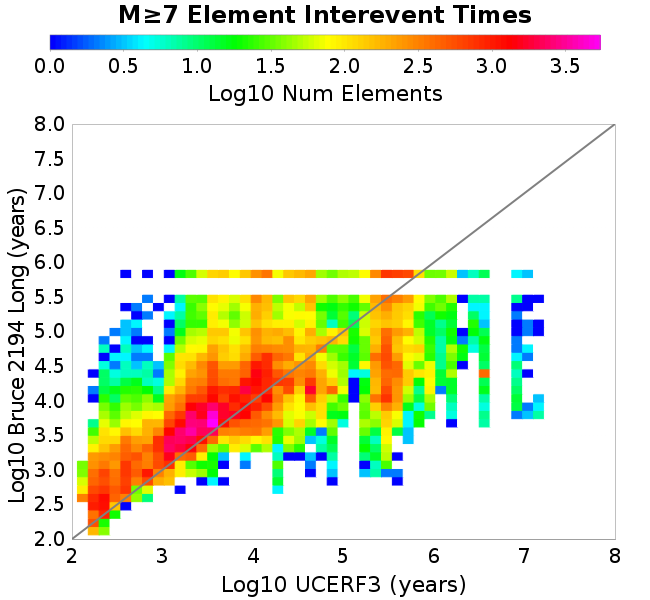 M≥7 Element Interevent Times
0.0 0.5 1.0 1.5 2.0 2.5 3.0 3.5
Log10 Num Elements
Log10 Bruce 2194 Long (years)
8.0
7.5
7.0
6.5
6.0
5.5
5.0
4.5
4.0
3.5
3.0
2.5
2.0
2 3 4 5 6 7 8
Log10 UCERF3 (years)